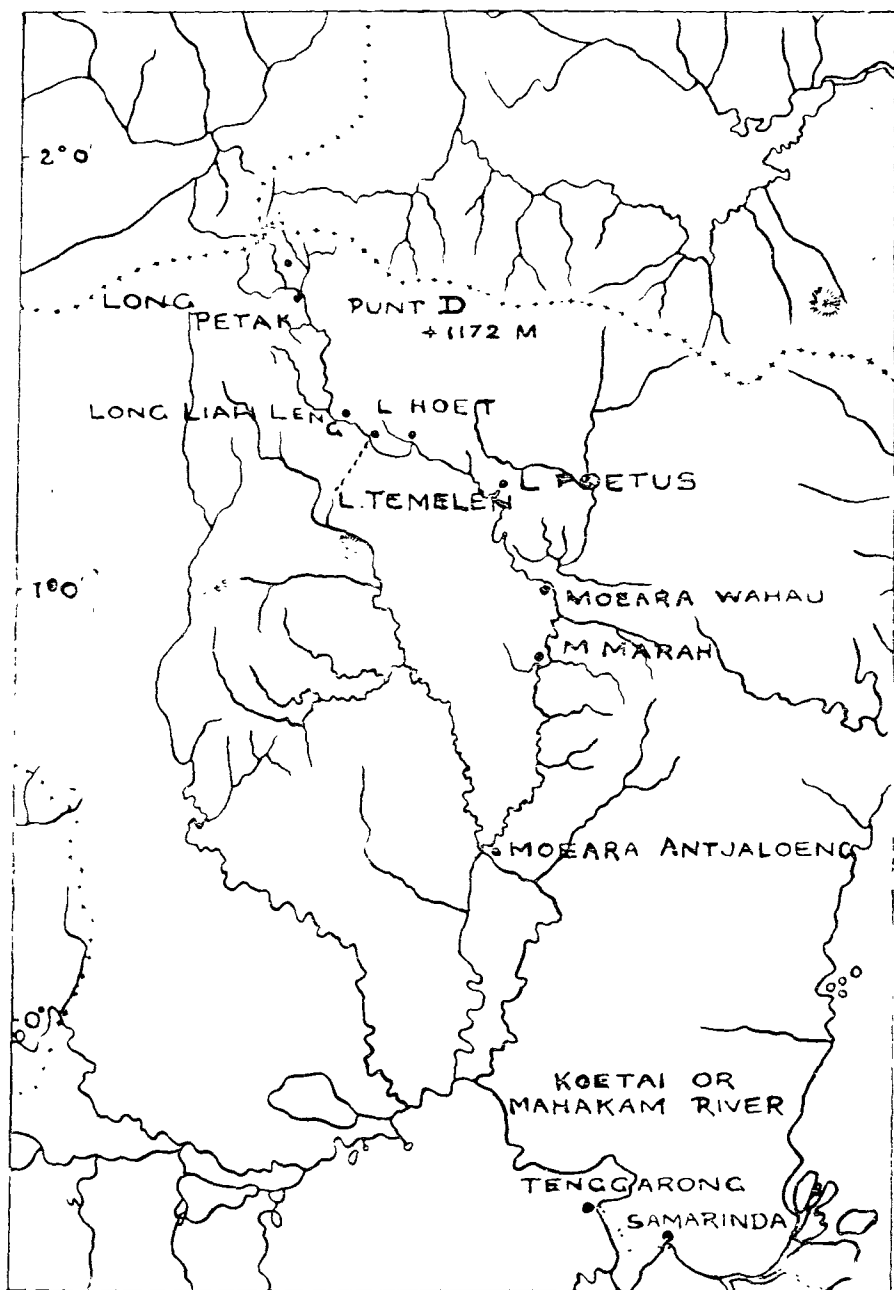 2°0
LONG
PETAK
PUNT D
1172 M
LONG LIAH LENG
L HOET
L. TEMELEN
L POETUS
1°0
MOEARA WAHAU
M MARAH
MOEARA ANTJALOENG
0°
KOETAI OR
MAHAKAM RIVER
TENGGARONG
SAMARINDA